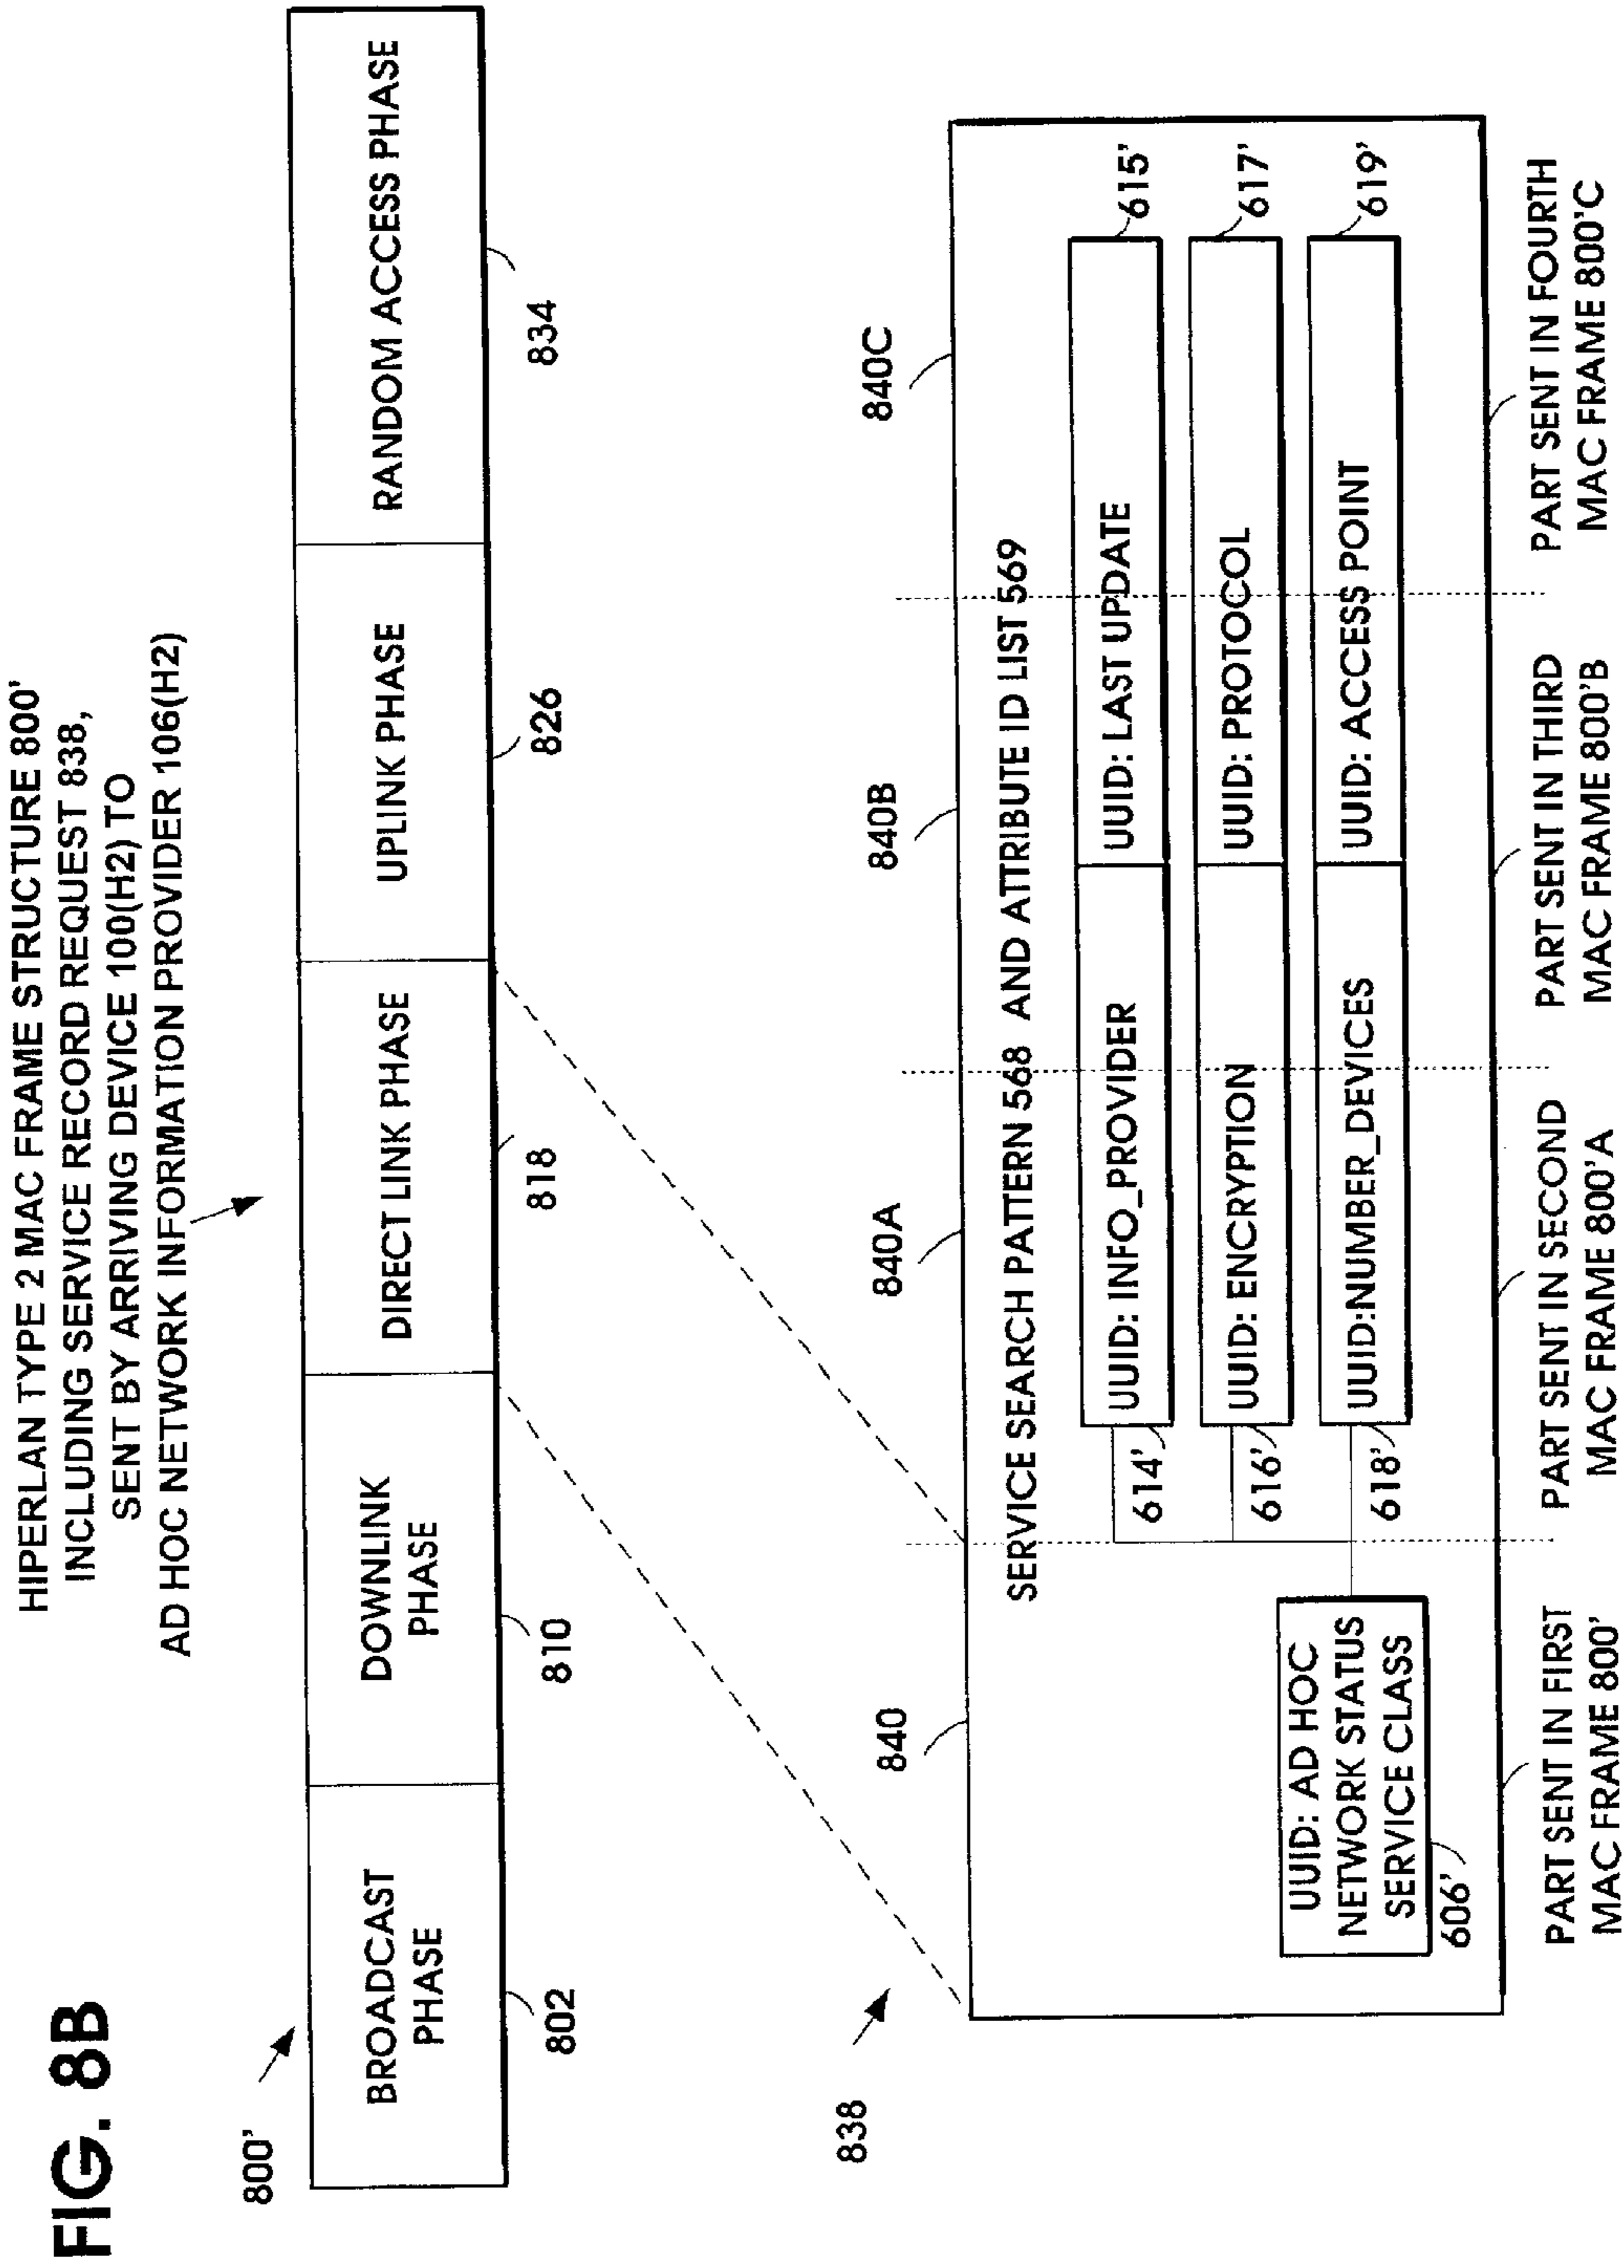 FIG. 8B
HIPERLAN TYPE 2 MAC FRAME STRUCTURE 800'
INCLUDING SERVICE RECORD REQUEST 838,
SENT BY ARRIVING DEVICE 100(H2) TO
AD HOC NETWORK INFORMATION PROVIDER 106(H2)
800'
BROADCAST
PHASE
DOWNLINK
PHASE
DIRECT LINK PHASE
UPLINK PHASE
RANDOM ACCESS PHASE
802
810
818
826
834
838
840
840A
840B
840C
SERVICE SEARCH PATTERN 568 AND ATTRIBUTE ID LIST 569
UUID: INFO_PROVIDER
UUID: LAST UPDATE
615'
614'
UUID: ENCRYPTION
UUID: PROTOCOL
617'
616'
UUID:NUMBER_DEVICES
UUID: ACCESS POINT
619'
618'
UUID: AD HOC
NETWORK STATUS
SERVICE CLASS
606'
PART SENT IN FIRST
MAC FRAME 800'
PART SENT IN SECOND
MAC FRAME 800'A
PART SENT IN THIRD
MAC FRAME 800'B
PART SENT IN FOURTH
MAC FRAME 800'C